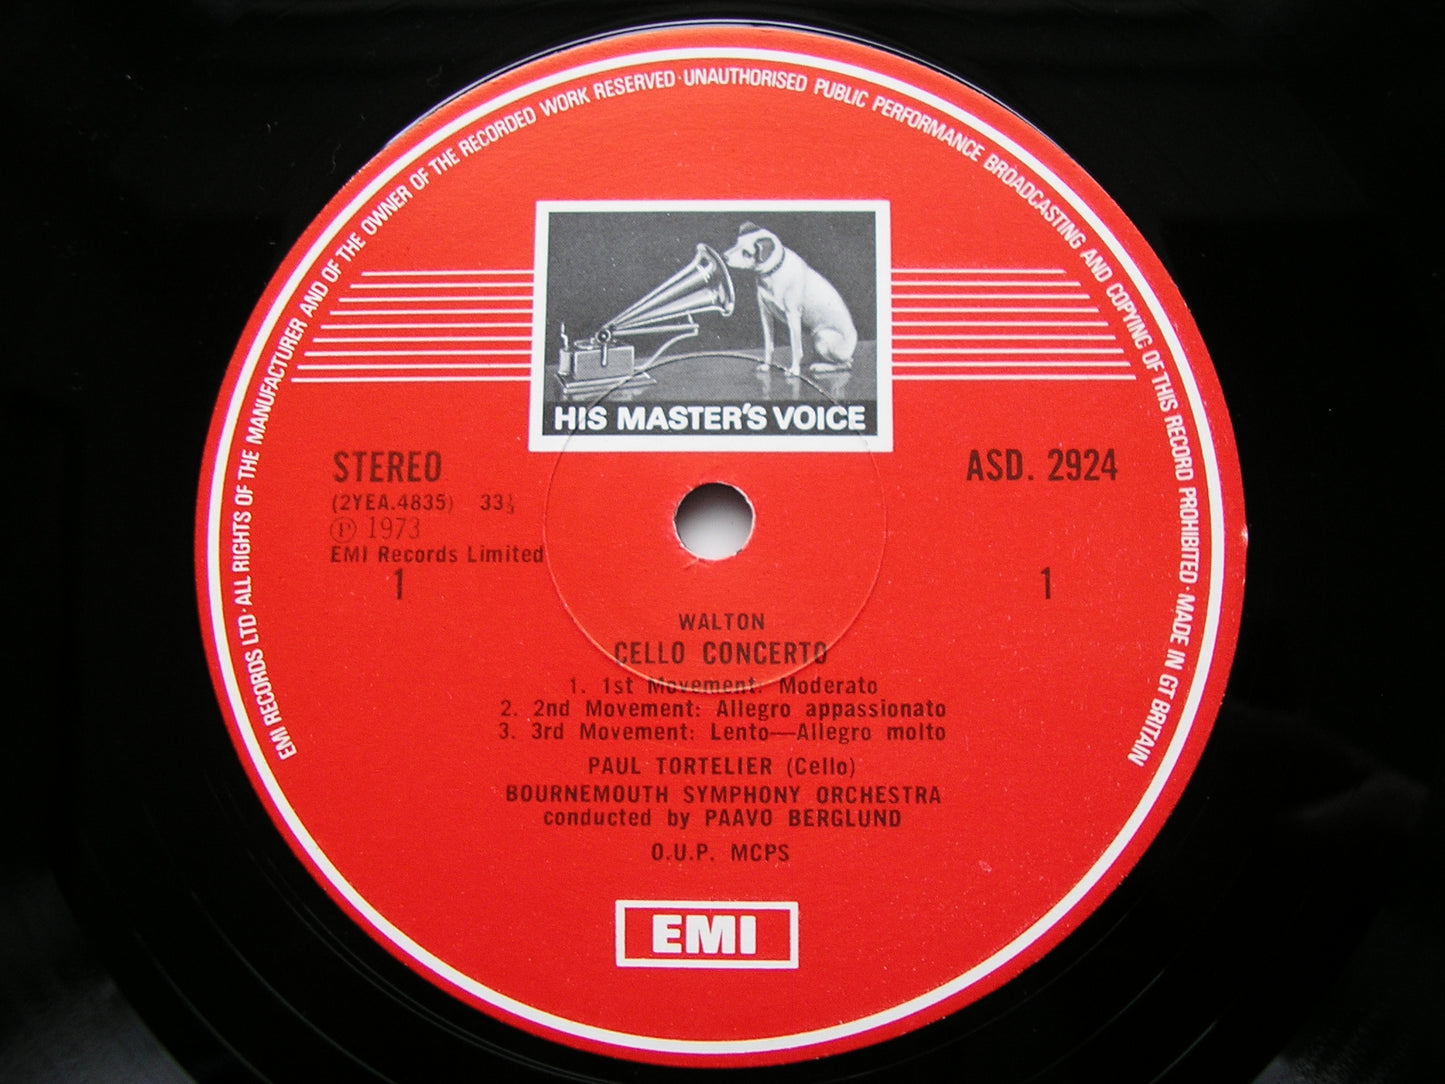 EMI RECORDS LTD · ALL RIGHTS OF THE MANUFACTURER AND OF THE OWNER OF THE RECORDED WORK RESERVED · UNAUTHORISED PUBLIC PERFORMANCE BROADCASTING AND COPYING OF THIS RECORD PROHIBITED · MADE IN GT BRITAIN
HIS MASTER'S VOICE
STEREO
ASD. 2924
(2YEA.4835) 33⅓
Ⓟ 1973
EMI Records Limited
1
1
WALTON
CELLO CONCERTO
1. 1st Movement: Moderato
2. 2nd Movement: Allegro appassionato
3. 3rd Movement: Lento—Allegro molto
PAUL TORTELIER (Cello)
BOURNEMOUTH SYMPHONY ORCHESTRA
conducted by PAAVO BERGLUND
O.U.P. MCPS
EMI